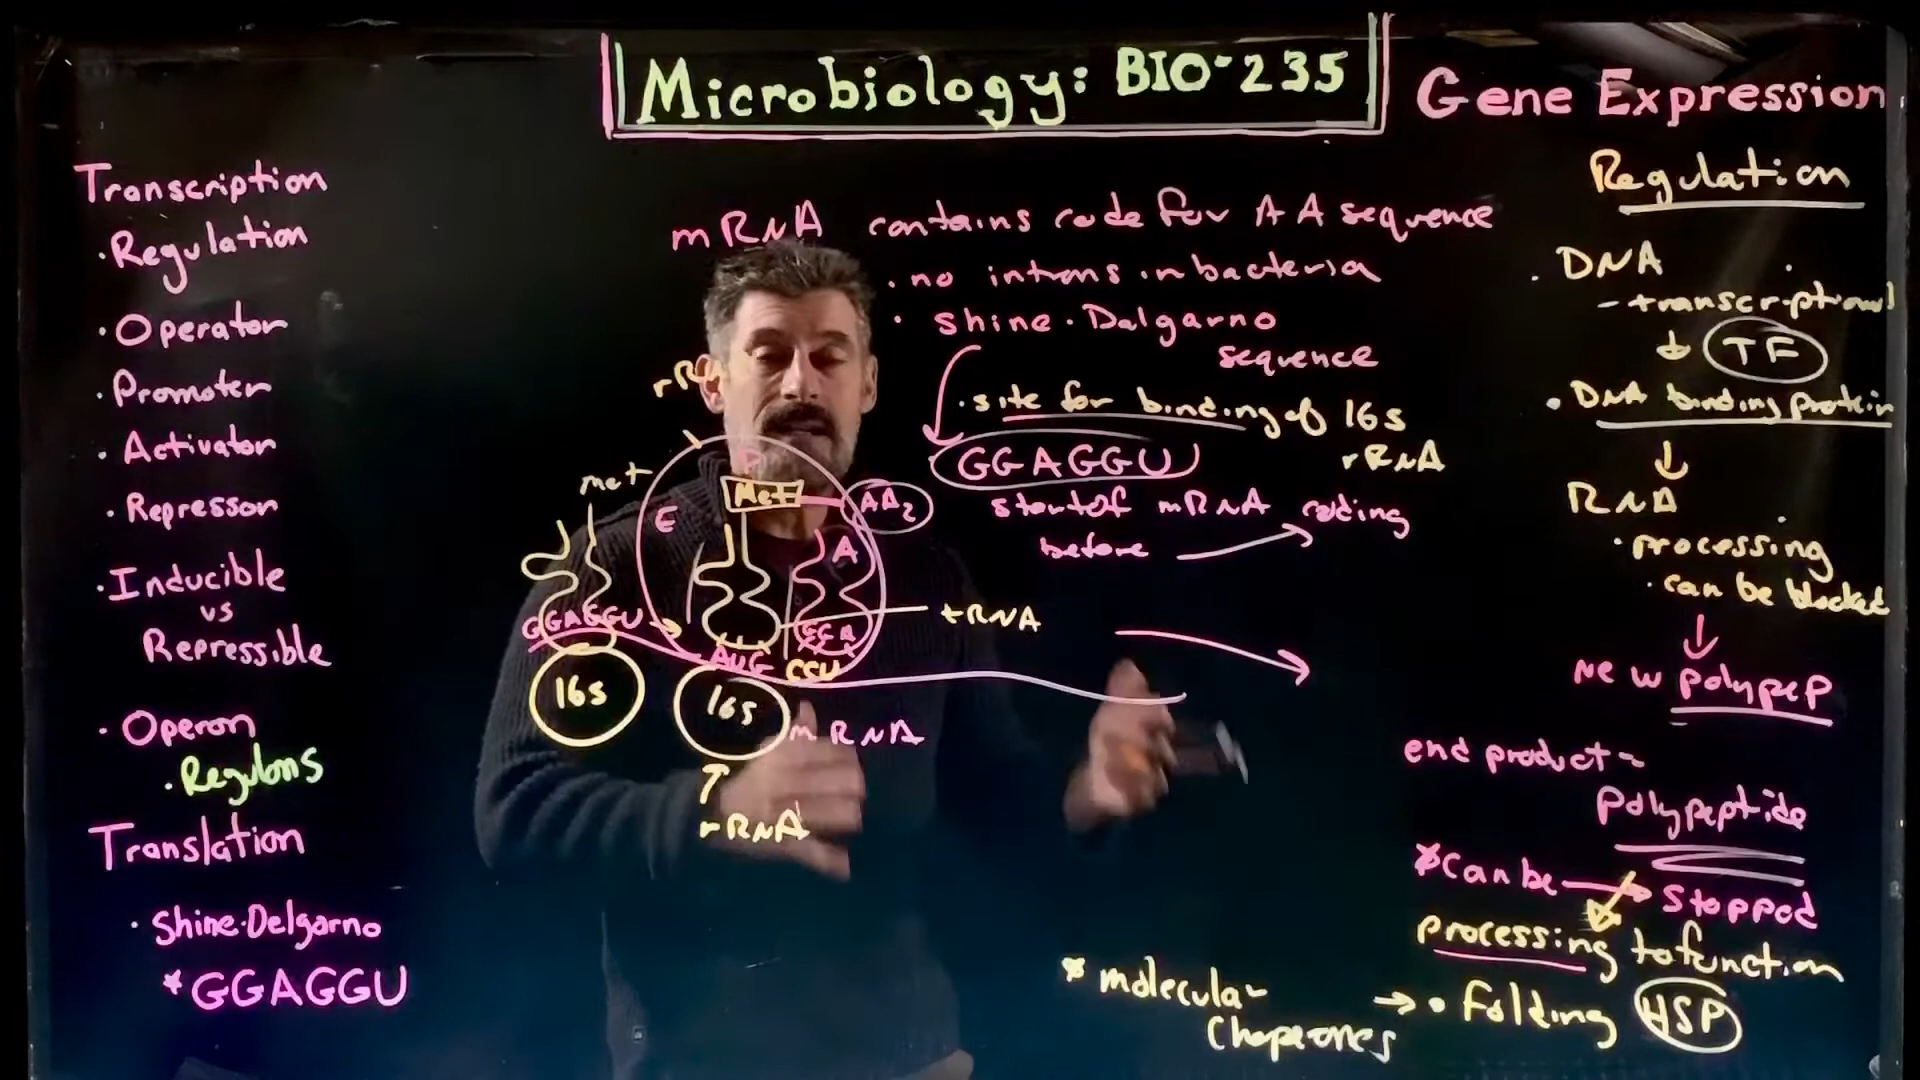 Microbiology: BIO-235
Gene Expression
Transcription
·Regulation
·Operator
·Promoter
·Activator
·Repressor
·Inducible
vs
Repressible
·Operon
·Regulons
Translation
·Shine-Delgarno
*GGAGGU
mRNA contains code for AA sequence
·no introns in bacteria
·Shine-Dalgarno
sequence
·site for binding of 16s
rRNA
GGAGGU
start of mRNA coding
before
met
P
Met
AA2
E
A
GGAGGU
AUG
CCU
tRNA
16s
16s
mRNA
rRNA
Regulation
·DNA
-transcriptional
TF
·DNA binding protein
RNA
·processing
·can be blocked
new polypep
end product-
polypeptide
*can be
stopped
processing to function
*molecular
chaperones
·folding HSP